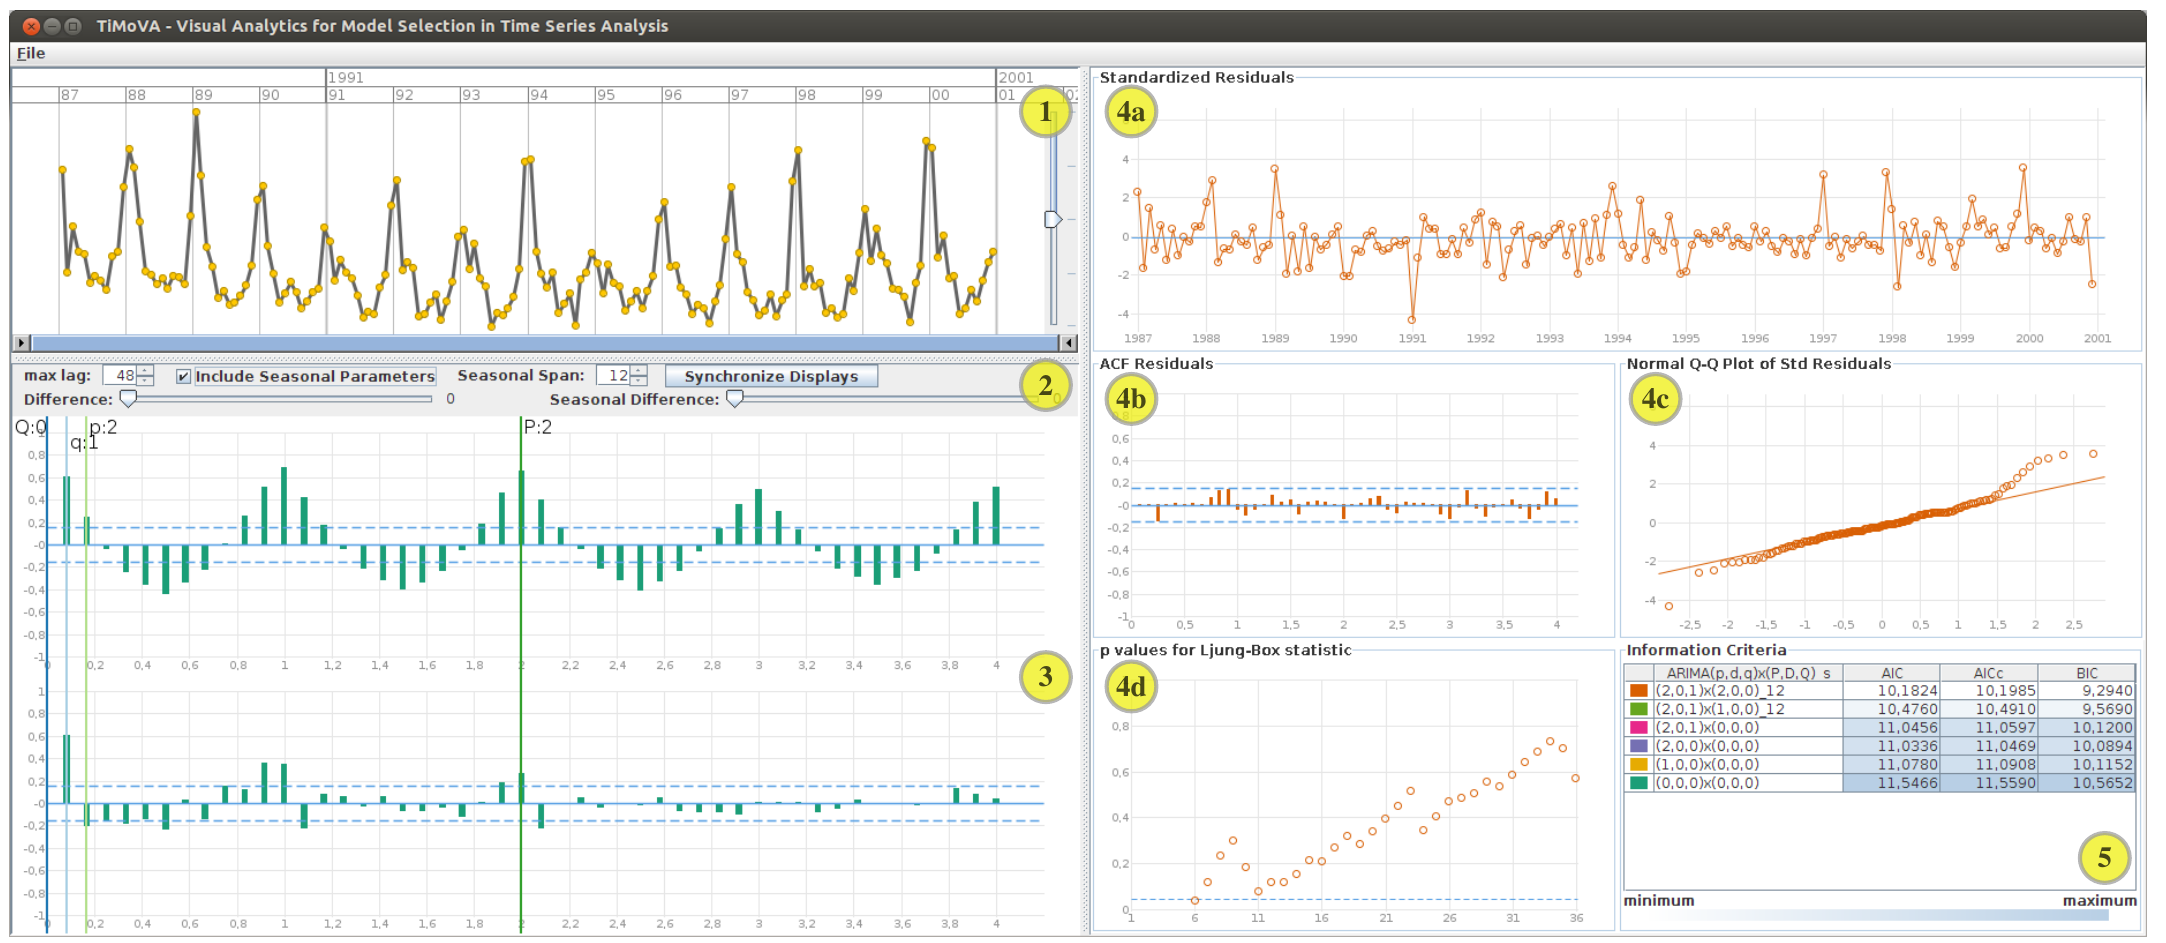 TiMoVA - Visual Analytics for Model Selection in Time Series Analysis
File
1991 2001
87 88 89 90 91 92 93 94 95 96 97 98 99 00 01 02
1
max lag: 48 Include Seasonal Parameters Seasonal Span: 12 Synchronize Displays
2
Difference: 0 Seasonal Difference: 0
Q:0 p:2 P:2
q:1
0,8
0,6
0,4
0,2
-0
-0,2
-0,4
-0,6
-0,8
-1
0 0,2 0,4 0,6 0,8 1 1,2 1,4 1,6 1,8 2 2,2 2,4 2,6 2,8 3 3,2 3,4 3,6 3,8 4
3
1
0,8
0,6
0,4
0,2
-0
-0,2
-0,4
-0,6
-0,8
-1
0,2 0,4 0,6 0,8 1 1,2 1,4 1,6 1,8 2 2,2 2,4 2,6 2,8 3 3,2 3,4 3,6 3,8 4
Standardized Residuals
4a
4
2
0
-2
-4
1987 1988 1989 1990 1991 1992 1993 1994 1995 1996 1997 1998 1999 2000 2001
ACF Residuals
4b
0,8
0,6
0,4
0,2
-0
-0,2
-0,4
-0,6
-0,8
-1
0 0,5 1 1,5 2 2,5 3 3,5 4
Normal Q-Q Plot of Std Residuals
4c
4
2
0
-2
-4
-2,5 -2 -1,5 -1 -0,5 0 0,5 1 1,5 2 2,5
p values for Ljung-Box statistic
4d
0,8
0,6
0,4
0,2
0
1 6 11 16 21 26 31 36
Information Criteria
ARIMA(p,d,q)x(P,D,Q)_s AIC AICc BIC
(2,0,1)x(2,0,0)_12 10,1824 10,1985 9,2940
(2,0,1)x(1,0,0)_12 10,4760 10,4910 9,5690
(2,0,1)x(0,0,0) 11,0456 11,0597 10,1200
(2,0,0)x(0,0,0) 11,0336 11,0469 10,0894
(1,0,0)x(0,0,0) 11,0780 11,0908 10,1152
(0,0,0)x(0,0,0) 11,5466 11,5590 10,5652
5
minimum maximum